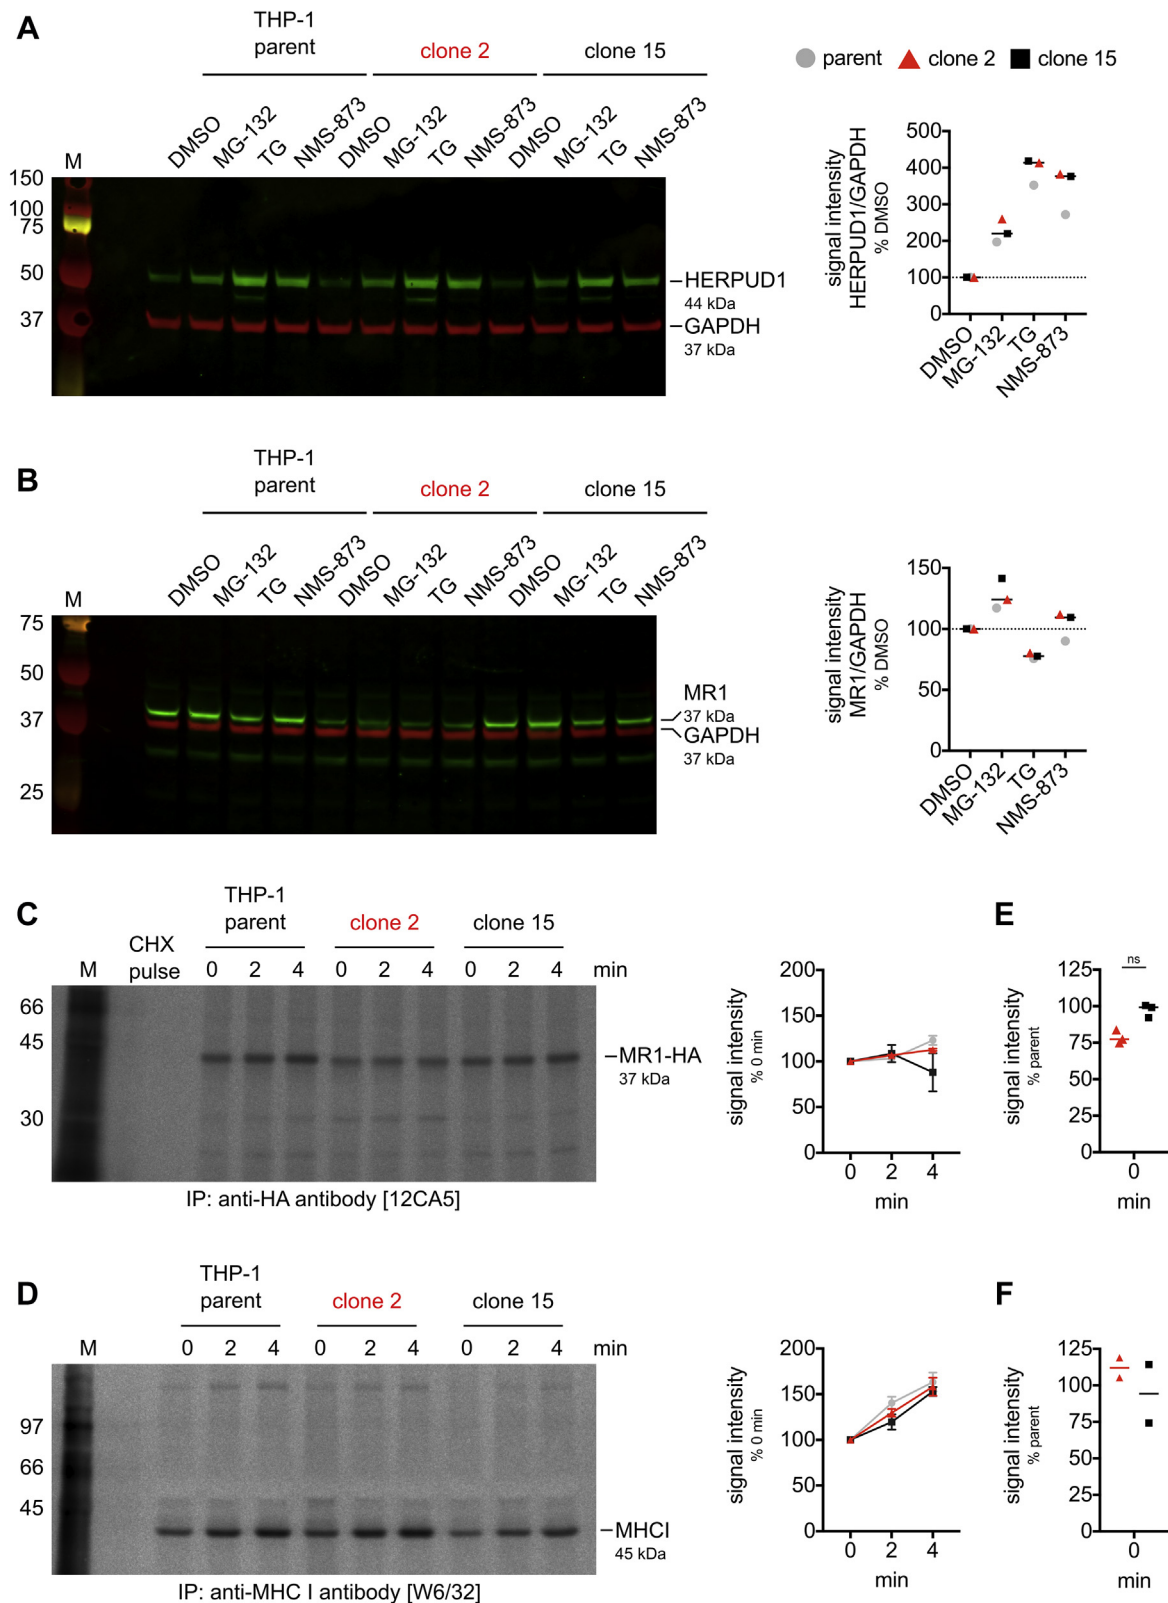 A
THP-1
parent
clone 2
clone 15
M
DMSO
MG-132
TG
NMS-873
DMSO
MG-132
TG
NMS-873
DMSO
MG-132
TG
NMS-873
150
100
75
50
37
HERPUD1
44 kDa
GAPDH
37 kDa
parent
clone 2
clone 15
signal intensity
HERPUD1/GAPDH
% DMSO
500
400
300
200
100
0
DMSO
MG-132
TG
NMS-873
B
THP-1
parent
clone 2
clone 15
M
DMSO
MG-132
TG
NMS-873
DMSO
MG-132
TG
NMS-873
DMSO
MG-132
TG
NMS-873
75
50
37
25
MR1
37 kDa
GAPDH
37 kDa
signal intensity
MR1/GAPDH
% DMSO
150
100
50
0
DMSO
MG-132
TG
NMS-873
C
THP-1
parent
clone 2
clone 15
CHX
M pulse 0 2 4 0 2 4 0 2 4 min
66
45
30
MR1-HA
37 kDa
IP: anti-HA antibody [12CA5]
signal intensity
% 0 min
200
150
100
50
0
0 2 4
min
E
signal intensity
% parent
ns
125
100
75
50
25
0
0
min
D
THP-1
parent
clone 2
clone 15
M 0 2 4 0 2 4 0 2 4 min
97
66
45
MHCI
45 kDa
IP: anti-MHC I antibody [W6/32]
signal intensity
% 0 min
200
150
100
50
0
0 2 4
min
F
signal intensity
% parent
125
100
75
50
25
0
0
min